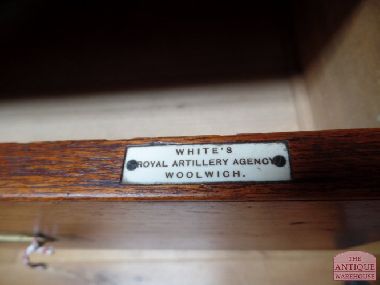 WHITE'S
ROYAL ARTILLERY AGENCY
WOOLWICH.
THE
ANTIQUE
WAREHOUSE